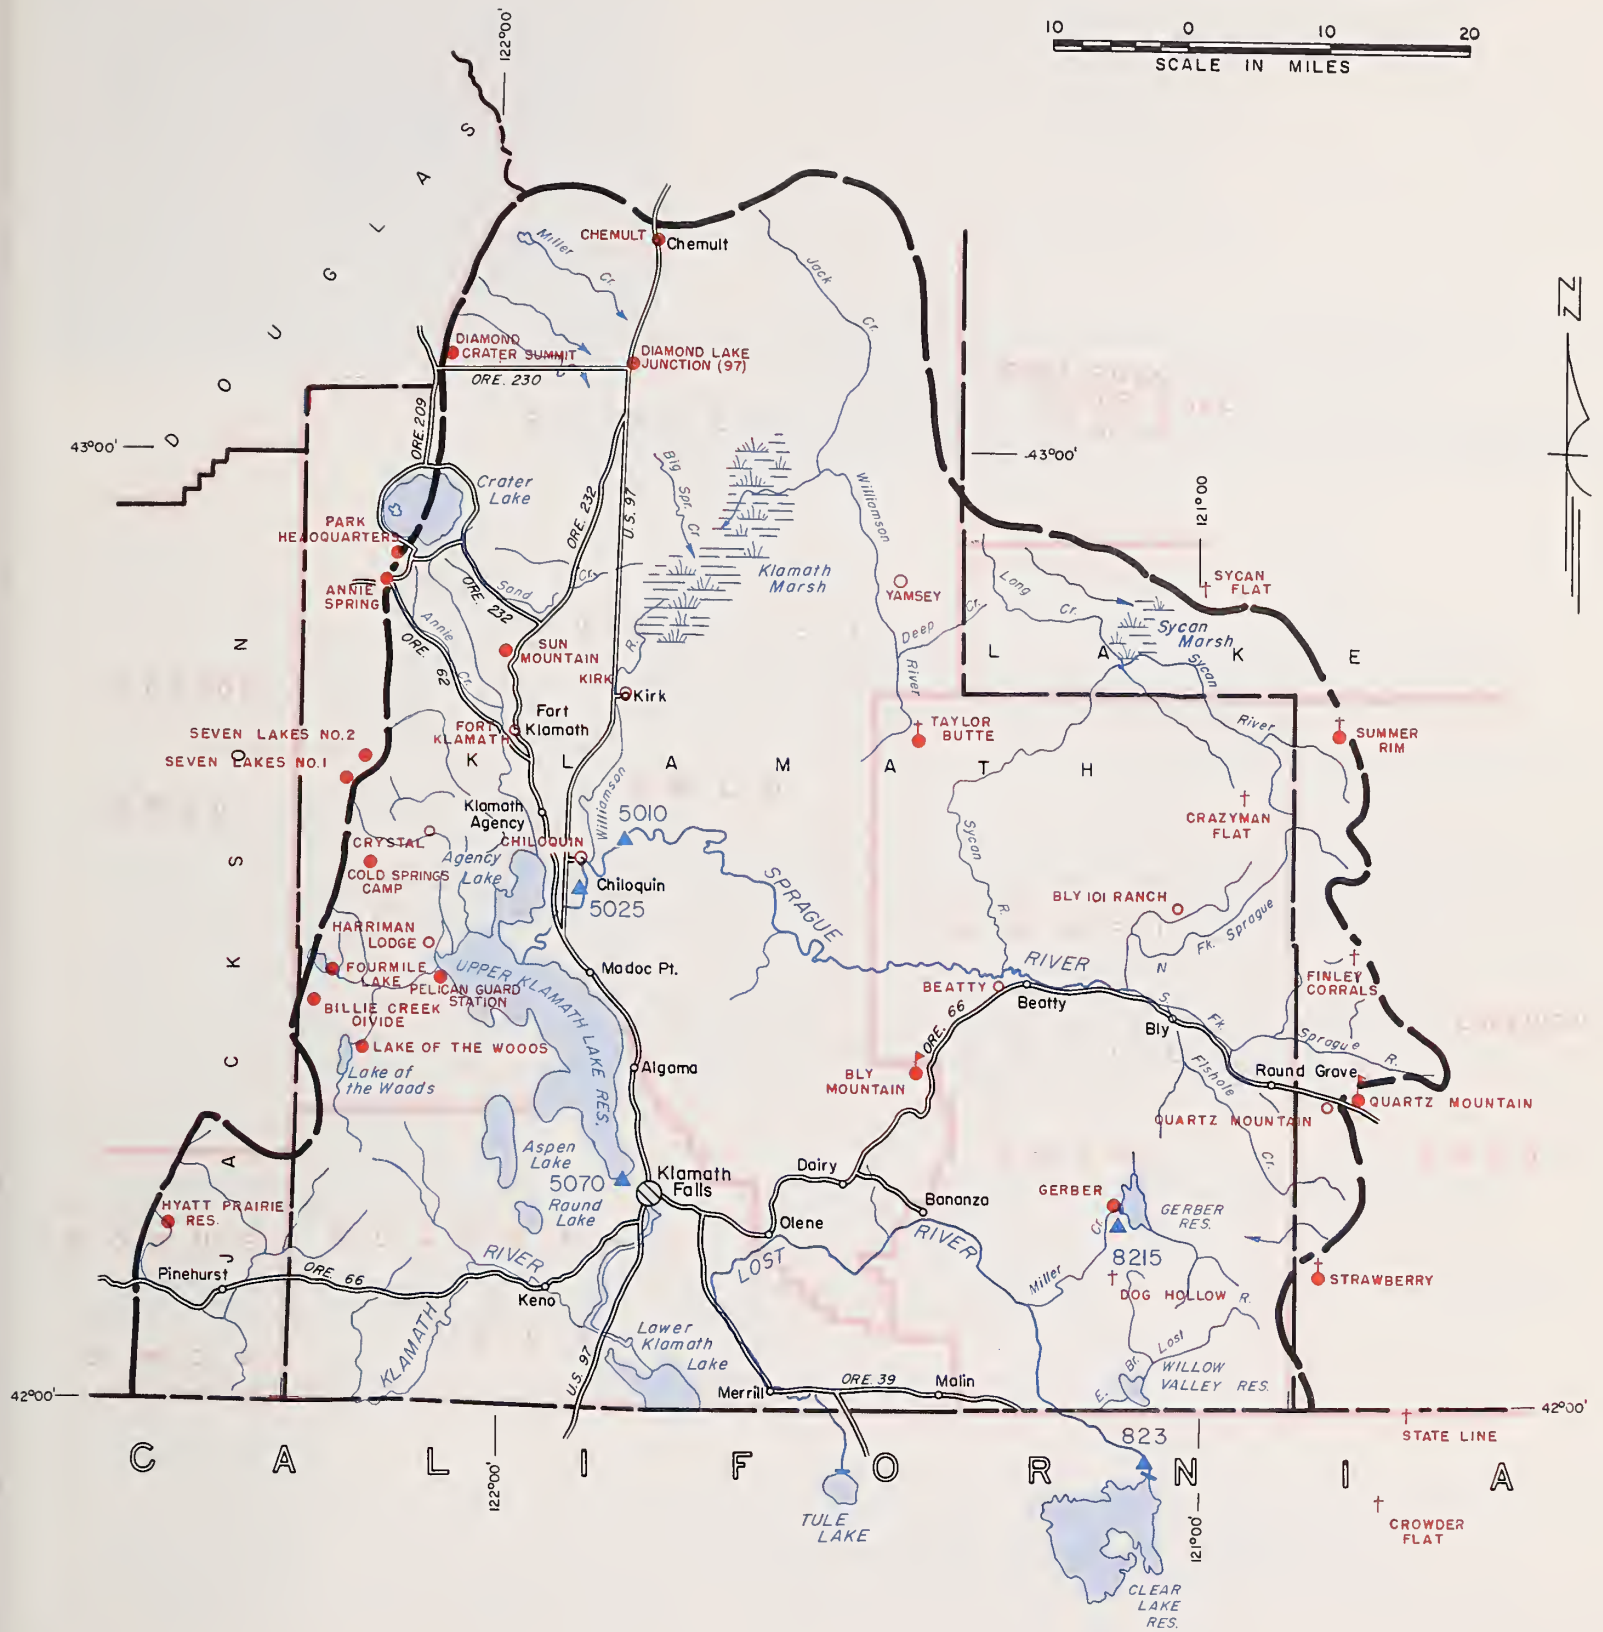 10 0 10 20
SCALE IN MILES
122°00'
DOUGLAS
CHEMULT
Chemult
Miller
Cr.
Jack
Cr.
DIAMOND
CRATER SUMMIT
DIAMOND LAKE
JUNCTION (97)
ORE. 230
ORE. 209
43°00'
43°00'
Crater
Lake
Big
Spr.
Cr
ORE. 232
U.S. 97
Williamson
121°00
PARK
HEADQUARTERS
Klamath
Marsh
ANNIE
SPRING
Sand
Cr.
ORE. 232
YAMSEY
Long
Cr.
SYCAN
FLAT
Sycan
Marsh
Annie
Cr.
ORE.
62
SUN
MOUNTAIN
R.
Deep
Cr.
River
LAKE
Sycan
River
KIRK
Kirk
Fort
Klamath
FORT
KLAMATH
TAYLOR
BUTTE
SUMMER
RIM
SEVEN LAKES NO.2
SEVEN LAKES NO.1
KLAMATH
JACKSON
Klamath
Agency
Williamson
5010
CRAZYMAN
FLAT
CRYSTAL
CHILOQUIN
Agency
Lake
Sycan
R.
COLD SPRINGS
CAMP
Chiloquin
5025
SPRAGUE
BLY 101 RANCH
N
Fk. Sprague
HARRIMAN
LODGE
FOURMILE
LAKE
UPPER KLAMATH LAKE RES.
Madoc Pt.
RIVER
FINLEY
CORRALS
PELICAN GUARD
STATION
BEATTY
Beatty
BILLIE CREEK
DIVIDE
ORE. 66
Bly
S.
Fk.
Sprague
R.
LAKE OF THE WOODS
Lake of
the Woods
Algoma
BLY
MOUNTAIN
Fishole
Cr.
Round Grove
QUARTZ MOUNTAIN
QUARTZ MOUNTAIN
Aspen
Lake
5070
Klamath
Falls
Dairy
Bonanza
GERBER
GERBER
RES.
HYATT PRAIRIE
RES.
Round
Lake
Olene
RIVER
LOST
Cr.
8215
RIVER
Pinehurst
ORE. 66
Keno
Miller
DOG HOLLOW
R.
STRAWBERRY
KLAMATH
U.S. 97
Lower
Klamath
Lake
E.
Br.
Lost
WILLOW
VALLEY RES.
42°00'
Merrill
ORE. 39
Malin
42°00'
STATE LINE
823
CALIFORNIA
122°00'
TULE
LAKE
121°00'
CROWDER
FLAT
CLEAR
LAKE
RES.